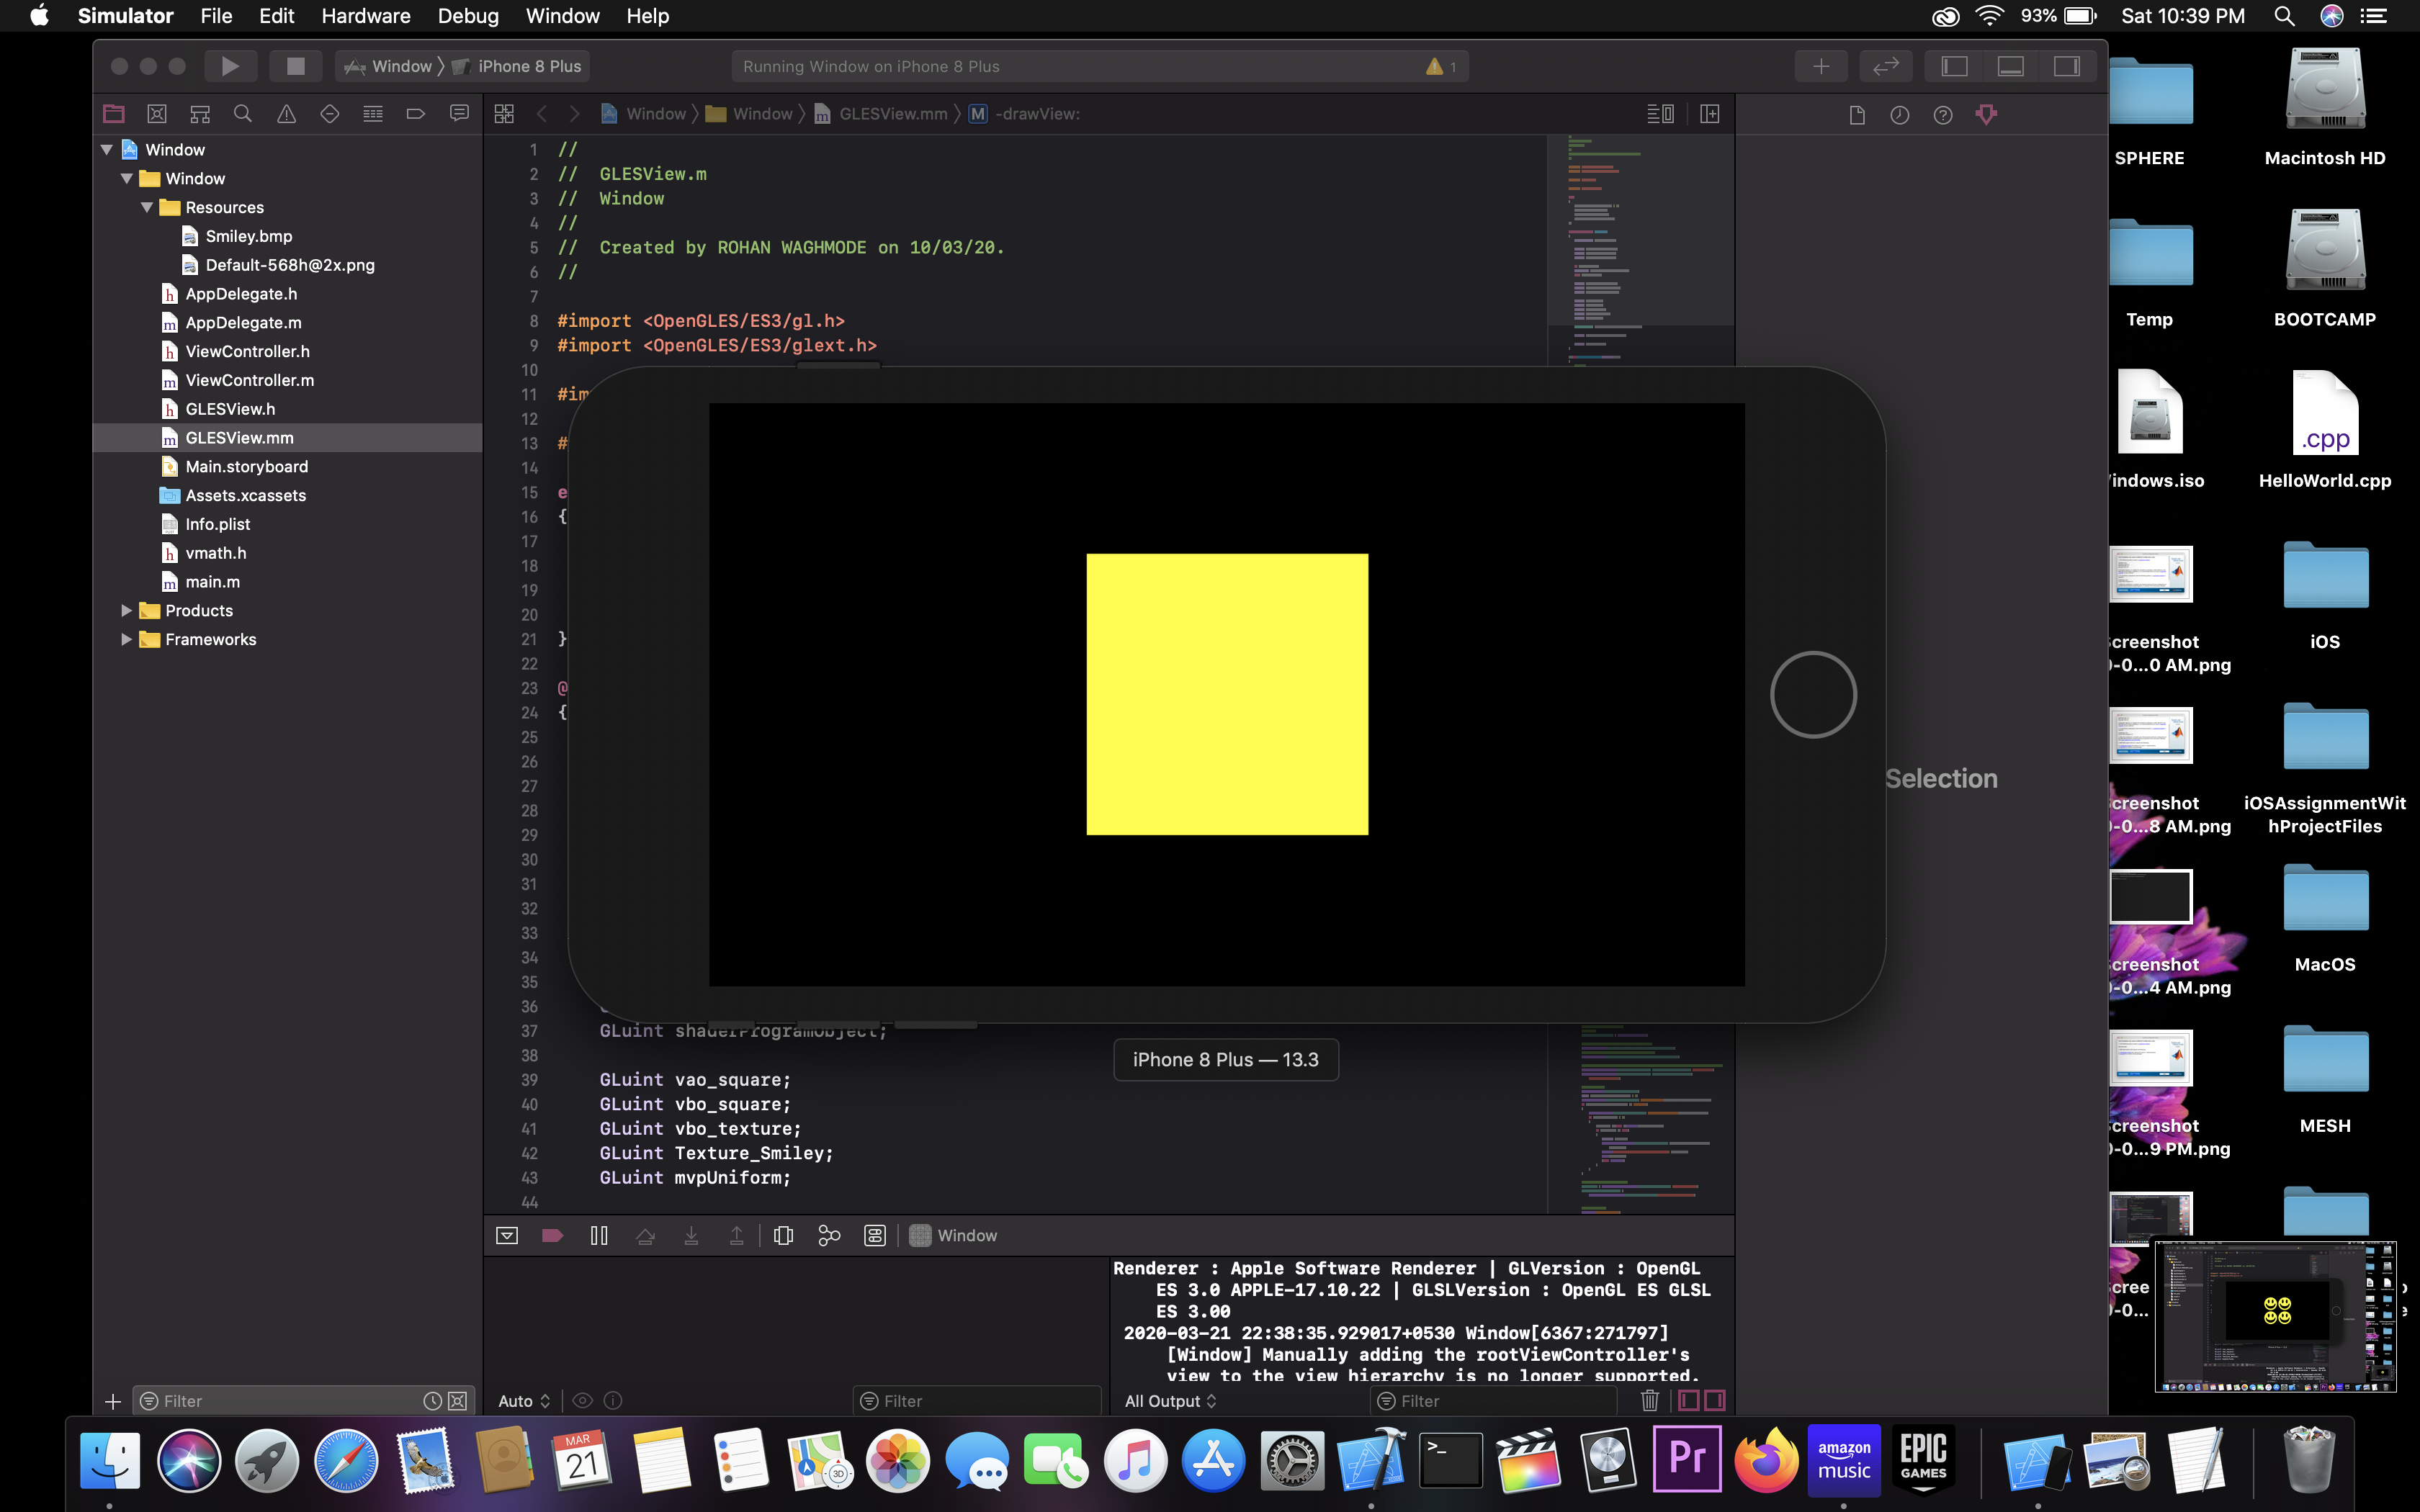 Simulator File Edit Hardware Debug Window Help
93% Sat 10:39 PM
Window iPhone 8 Plus
Running Window on iPhone 8 Plus
1
Window Window GLESView.mm M -drawView:
Window
Window
Resources
Smiley.bmp
Default-568h@2x.png
h AppDelegate.h
m AppDelegate.m
h ViewController.h
m ViewController.m
h GLESView.h
m GLESView.mm
Main.storyboard
Assets.xcassets
Info.plist
h vmath.h
m main.m
Products
Frameworks
Filter
1 //
2 // GLESView.m
3 // Window
4 //
5 // Created by ROHAN WAGHMODE on 10/03/20.
6 //
7
8 #import <OpenGLES/ES3/gl.h>
9 #import <OpenGLES/ES3/glext.h>
10
11 #im
12
13 #
14
15 e
16 {
17
18
19
20
21 }
22
23 @
24 {
25
26
27
28
29
30
31
32
33
34
35
36
37 GLuint shaderProgramObject;
38
39 GLuint vao_square;
40 GLuint vbo_square;
41 GLuint vbo_texture;
42 GLuint Texture_Smiley;
43 GLuint mvpUniform;
44
iPhone 8 Plus — 13.3
Selection
Window
Renderer : Apple Software Renderer | GLVersion : OpenGL
ES 3.0 APPLE-17.10.22 | GLSLVersion : OpenGL ES GLSL
ES 3.00
2020-03-21 22:38:35.929017+0530 Window[6367:271797]
[Window] Manually adding the rootViewController's
view to the view hierarchy is no longer supported.
Auto
Filter
All Output
Filter
SPHERE
Macintosh HD
Temp
BOOTCAMP
indows.iso
.cpp
HelloWorld.cpp
creenshot
0-0...0 AM.png
iOS
creenshot
0-0...8 AM.png
iOSAssignmentWit
hProjectFiles
creenshot
0-0...4 AM.png
MacOS
creenshot
0-0...9 PM.png
MESH
Scree
0-0...
MAR
21
3D
>_
Pr
amazon
music
EPIC
GAMES